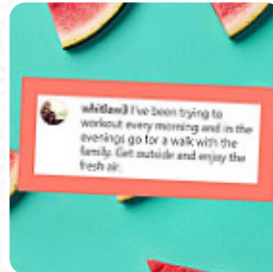 I've been trying to
workout every morning and in the
evenings go for a walk with the
family. Get outside and enjoy the
fresh air.